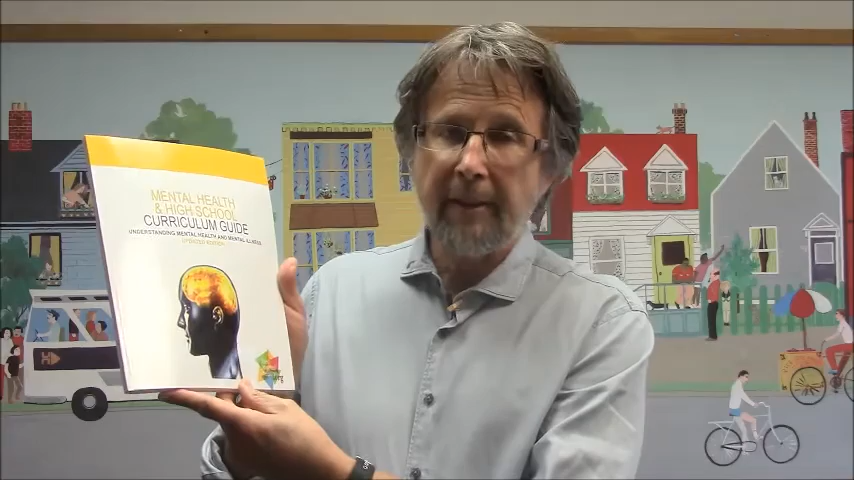 MENTAL HEALTH
& HIGH SCHOOL
CURRICULUM GUIDE
UNDERSTANDING MENTAL HEALTH AND MENTAL ILLNESS
UPDATED EDITION